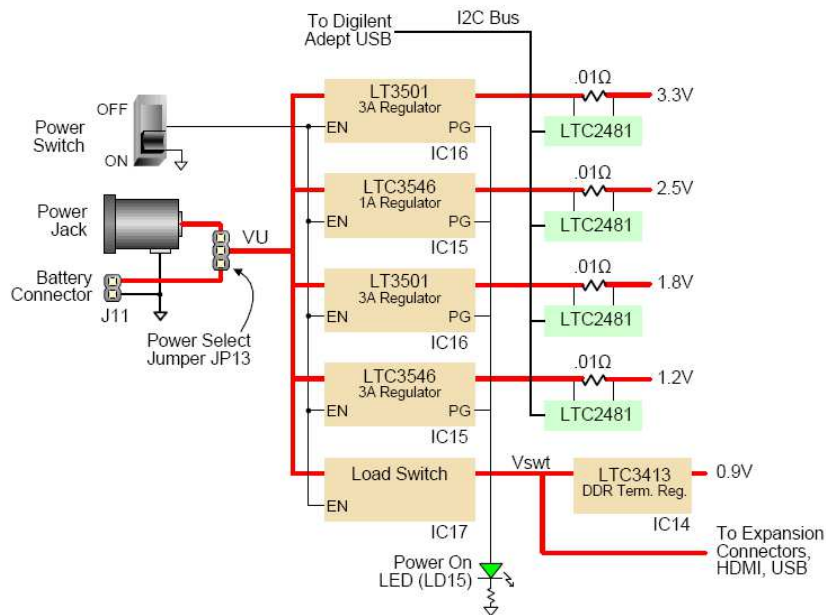 To Digilent
Adept USB
I2C Bus
OFF
Power
Switch
ON
LT3501
3A Regulator
EN
PG
IC16
.01Ω
3.3V
LTC2481
Power
Jack
VU
LTC3546
1A Regulator
EN
PG
IC15
.01Ω
2.5V
LTC2481
Battery
Connector
J11
Power Select
Jumper JP13
LT3501
3A Regulator
EN
PG
IC16
.01Ω
1.8V
LTC2481
LTC3546
3A Regulator
EN
PG
IC15
.01Ω
1.2V
LTC2481
Load Switch
EN
IC17
Vswt
LTC3413
DDR Term. Reg.
IC14
0.9V
To Expansion
Connectors,
HDMI, USB
Power On
LED (LD15)